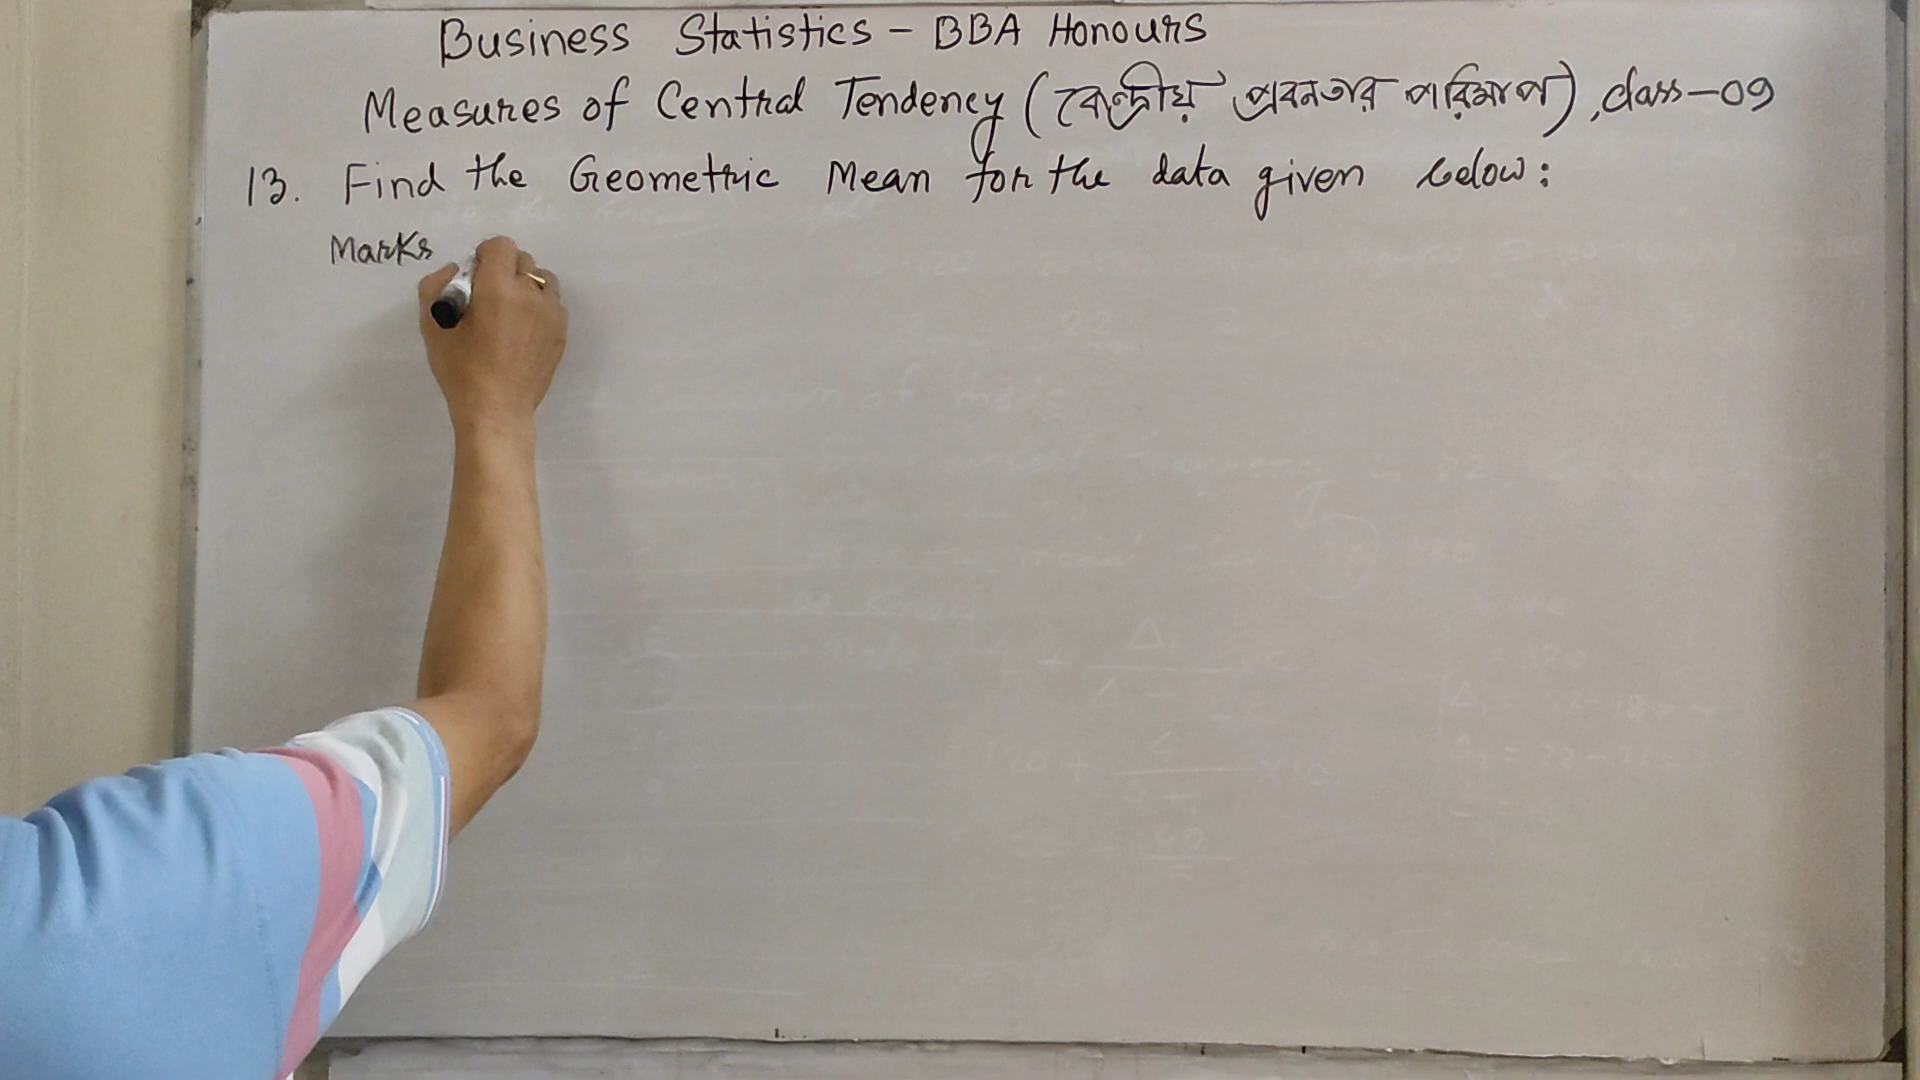 Business Statistics - BBA Honours
Measures of Central Tendency (কেন্দ্রীয় প্রবনতার পরিমাপ), class-09
13. Find the Geometric Mean for the data given below:
Marks